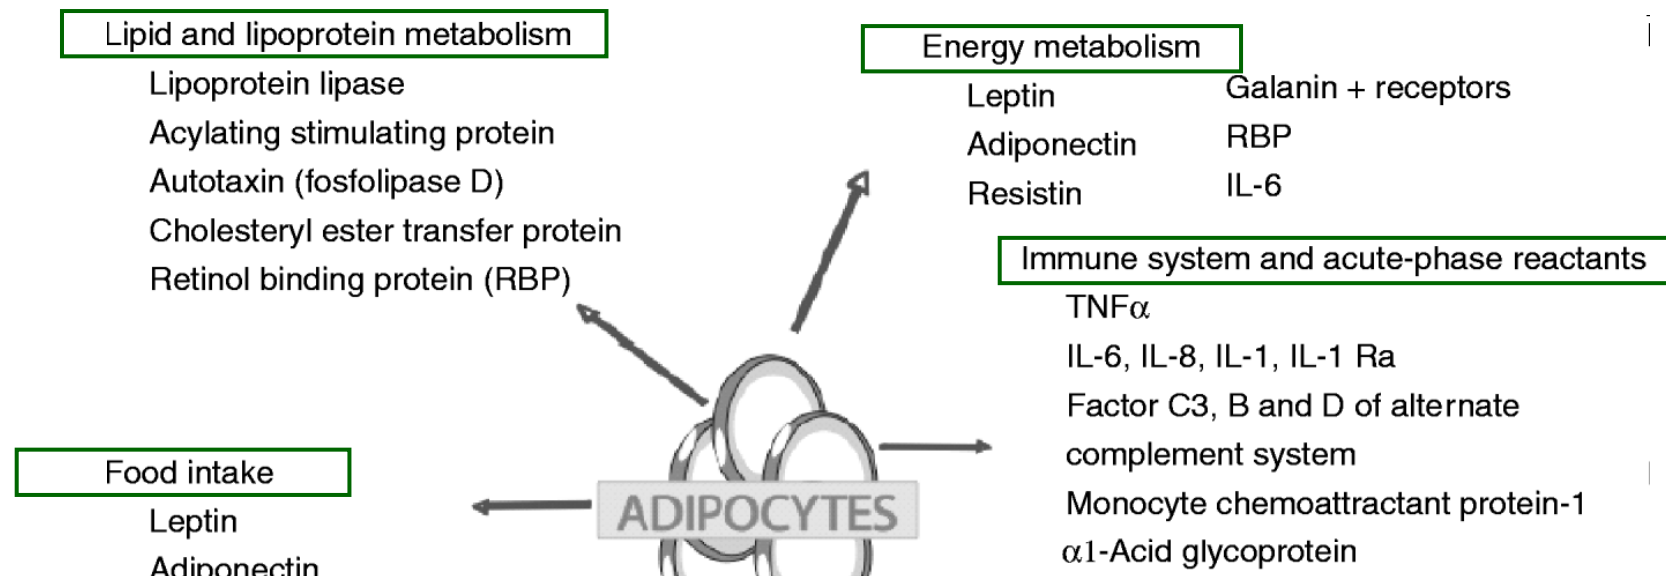 Lipid and lipoprotein metabolism
Lipoprotein lipase
Acylating stimulating protein
Autotaxin (fosfolipase D)
Cholesteryl ester transfer protein
Retinol binding protein (RBP)
Energy metabolism
Leptin
Adiponectin
Resistin
Galanin + receptors
RBP
IL-6
Immune system and acute-phase reactants
TNFα
IL-6, IL-8, IL-1, IL-1 Ra
Factor C3, B and D of alternate
complement system
Monocyte chemoattractant protein-1
α1-Acid glycoprotein
Food intake
Leptin
Adiponectin
ADIPOCYTES